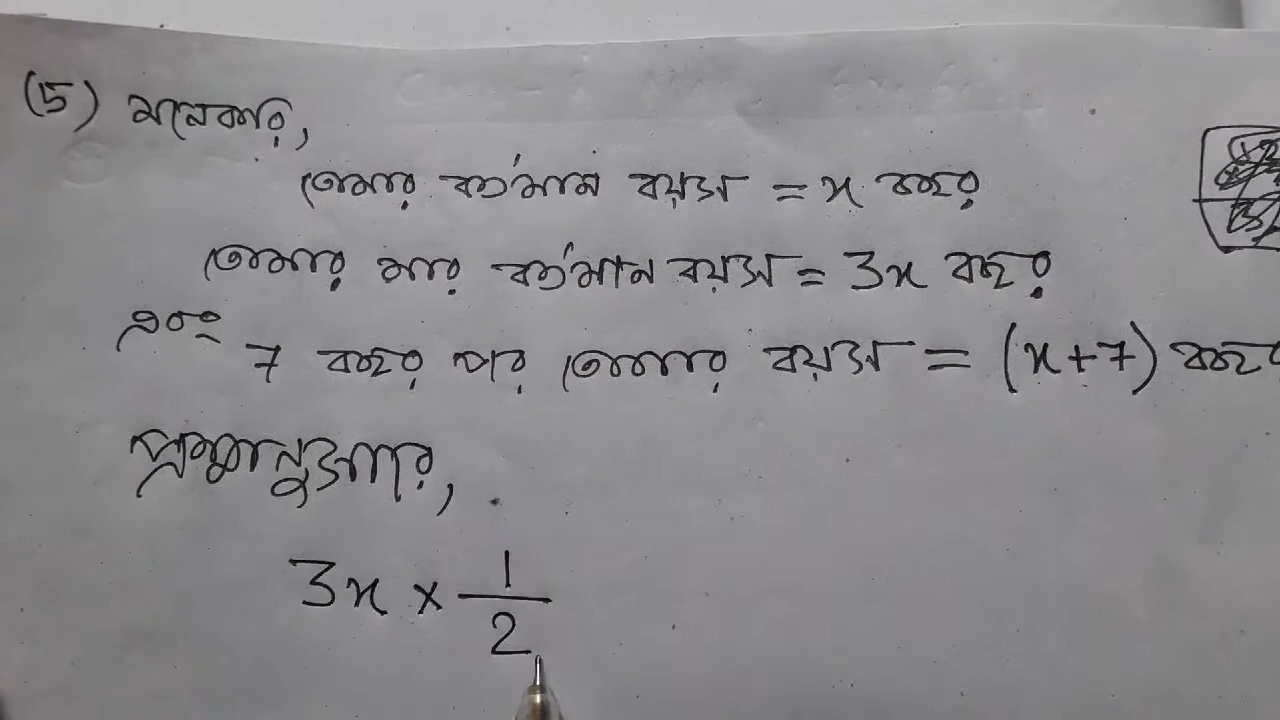 (5) মনেকরি,
তোমার বর্তমান বয়স = x বছর
তোমার মার বর্তমান বয়স = 3x বছর
এবং
7 বছর পর তোমার বয়স = (x+7) বছর
প্রশ্নানুসারে,
3x × 1/2